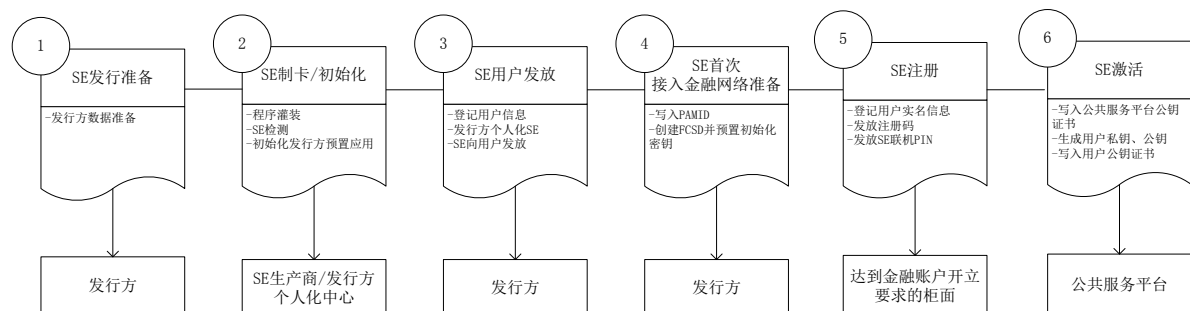 1
SE发行准备
-发行方数据准备
发行方
2
SE制卡/初始化
-程序灌装
-SE检测
-初始化发行方预置应用
SE生产商/发行方
个人化中心
3
SE用户发放
-登记用户信息
-发行方个人化SE
-SE向用户发放
发行方
4
SE首次
接入金融网络准备
-写入PAMID
-创建FCSD并预置初始化
密钥
发行方
5
SE注册
-登记用户实名信息
-发放注册码
-发放SE联机PIN
达到金融账户开立
要求的柜面
6
SE激活
-写入公共服务平台公钥
证书
-生成用户私钥、公钥
-写入用户公钥证书
公共服务平台